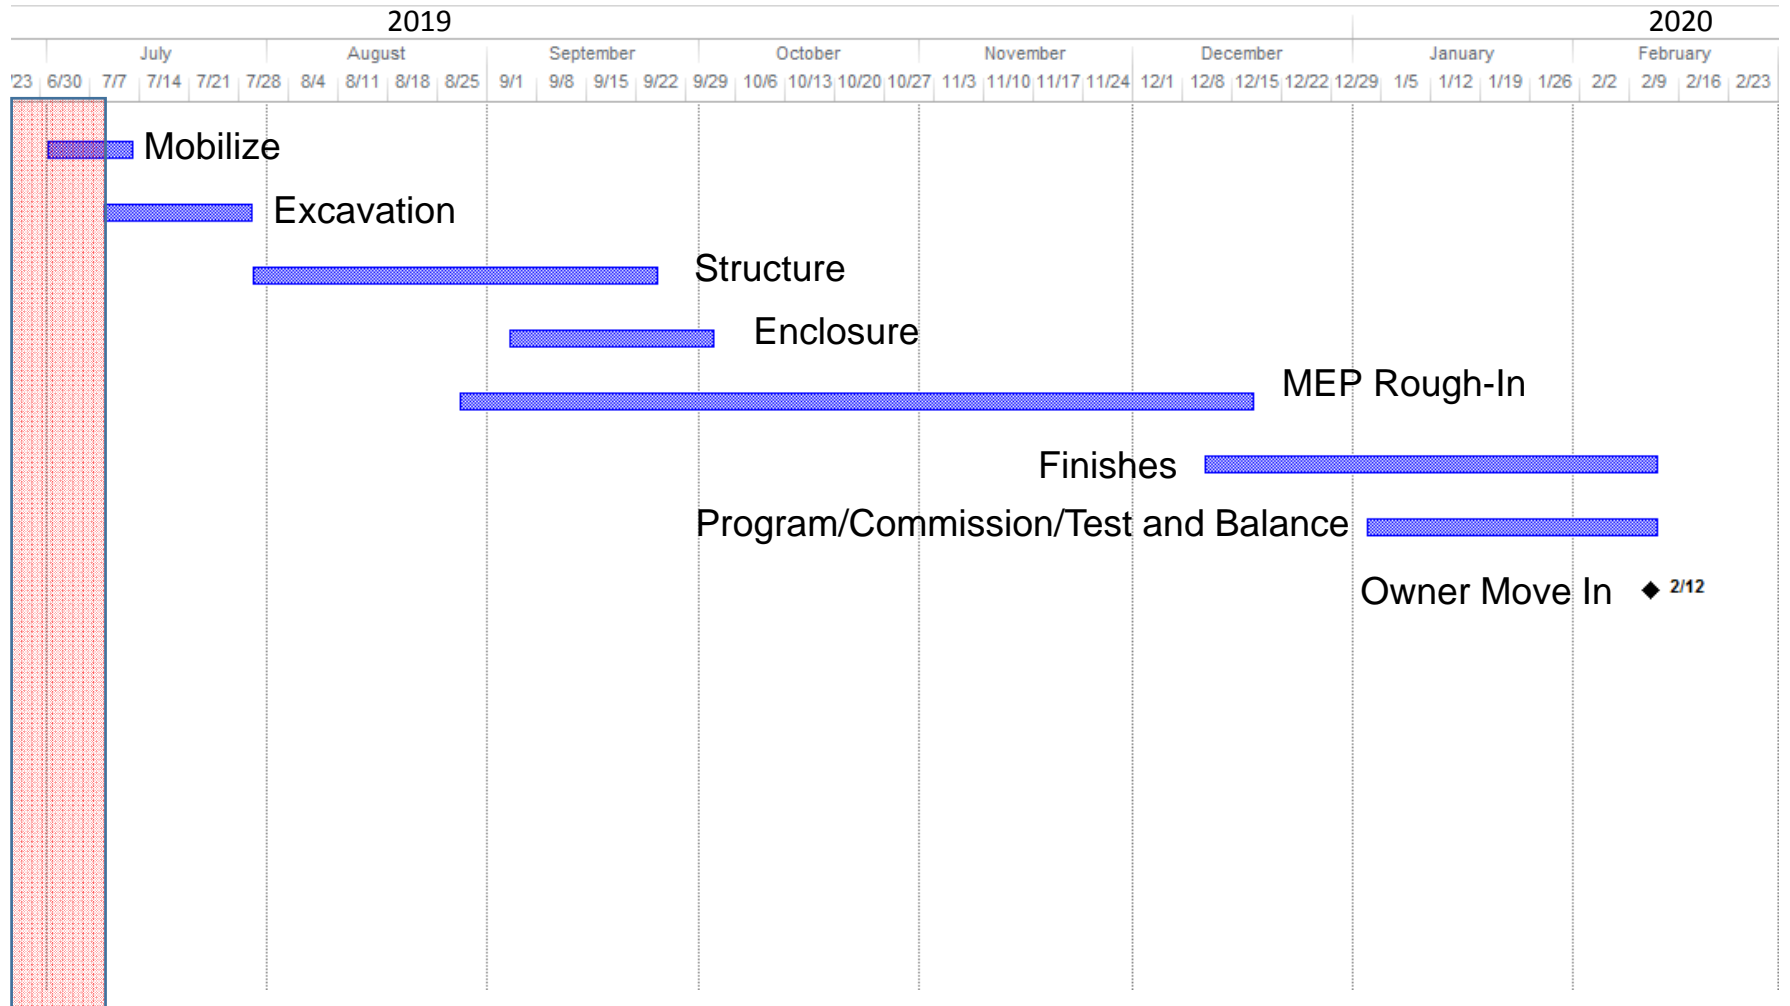 2019 2020
July August September October November December January February
/23 6/30 7/7 7/14 7/21 7/28 8/4 8/11 8/18 8/25 9/1 9/8 9/15 9/22 9/29 10/6 10/13 10/20 10/27 11/3 11/10 11/17 11/24 12/1 12/8 12/15 12/22 12/29 1/5 1/12 1/19 1/26 2/2 2/9 2/16 2/23
Mobilize
Excavation
Structure
Enclosure
MEP Rough-In
Finishes
Program/Commission/Test and Balance
Owner Move In 2/12